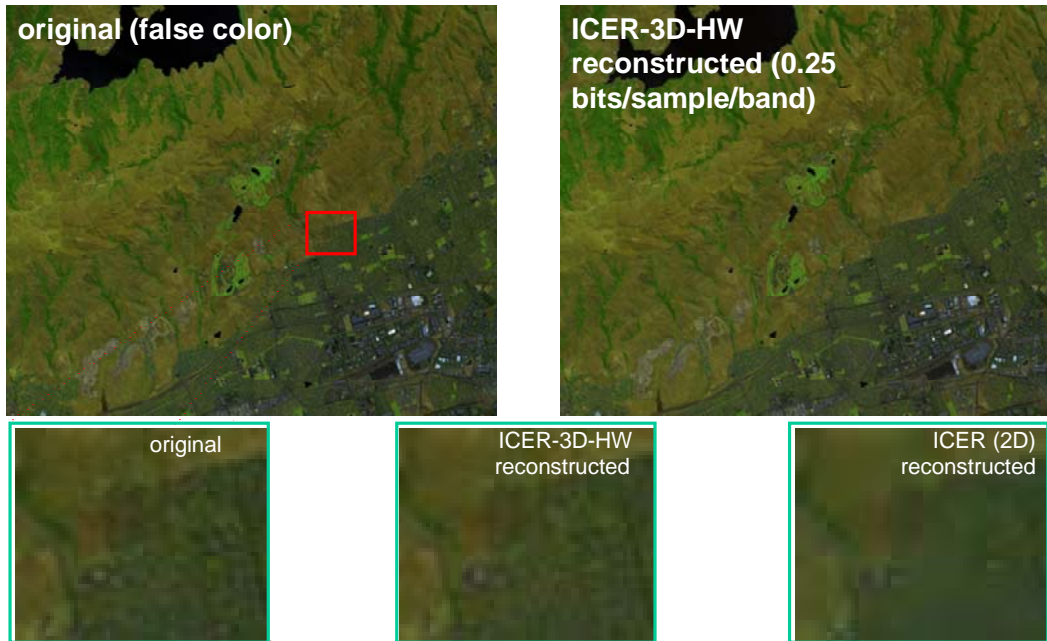 original (false color)
ICER-3D-HW
reconstructed (0.25
bits/sample/band)
original
ICER-3D-HW
reconstructed
ICER (2D)
reconstructed